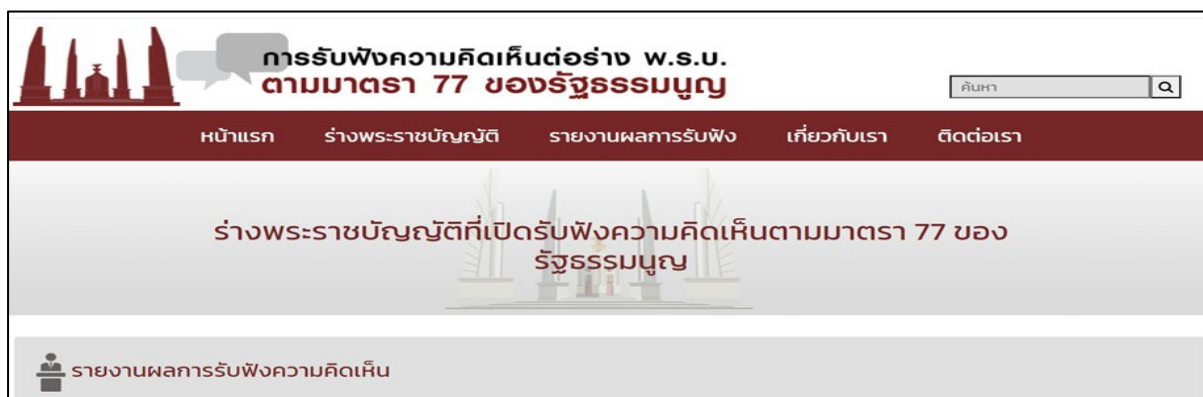 การรับฟังความคิดเห็นต่อร่าง พ.ร.บ.
ตามมาตรา 77 ของรัฐธรรมนูญ
ค้นหา
หน้าแรก ร่างพระราชบัญญัติ รายงานผลการรับฟัง เกี่ยวกับเรา ติดต่อเรา
ร่างพระราชบัญญัติที่เปิดรับฟังความคิดเห็นตามมาตรา 77 ของ
รัฐธรรมนูญ
รายงานผลการรับฟังความคิดเห็น